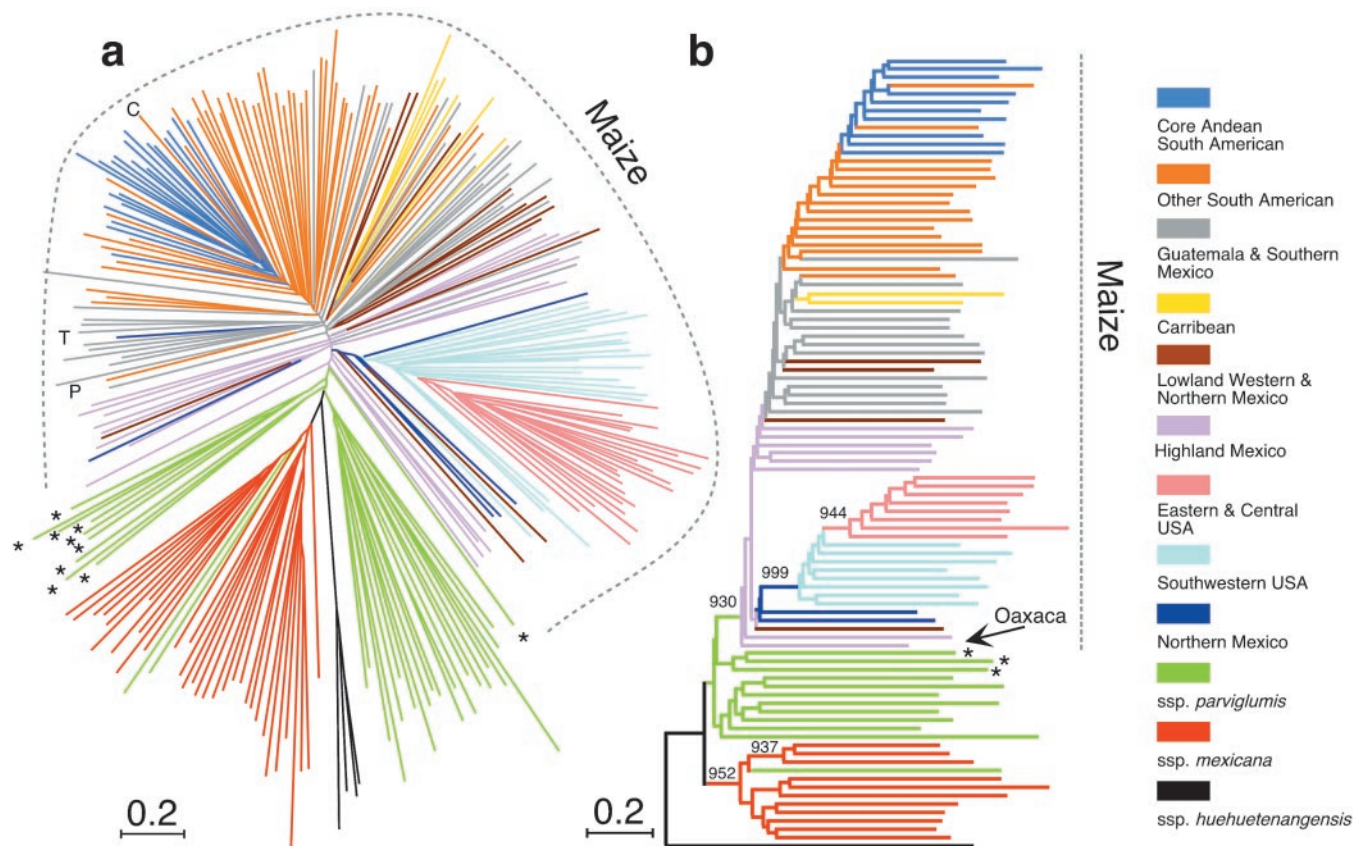 a
b
C
T
P
Maize
*
*
*
*
*
*
*
*
*
*
0.2
944
999
930
Oaxaca
*
*
*
937
952
0.2
Maize
Core Andean
South American
Other South American
Guatemala & Southern
Mexico
Carribean
Lowland Western &
Northern Mexico
Highland Mexico
Eastern & Central
USA
Southwestern USA
Northern Mexico
ssp. parviglumis
ssp. mexicana
ssp. huehuetenangensis